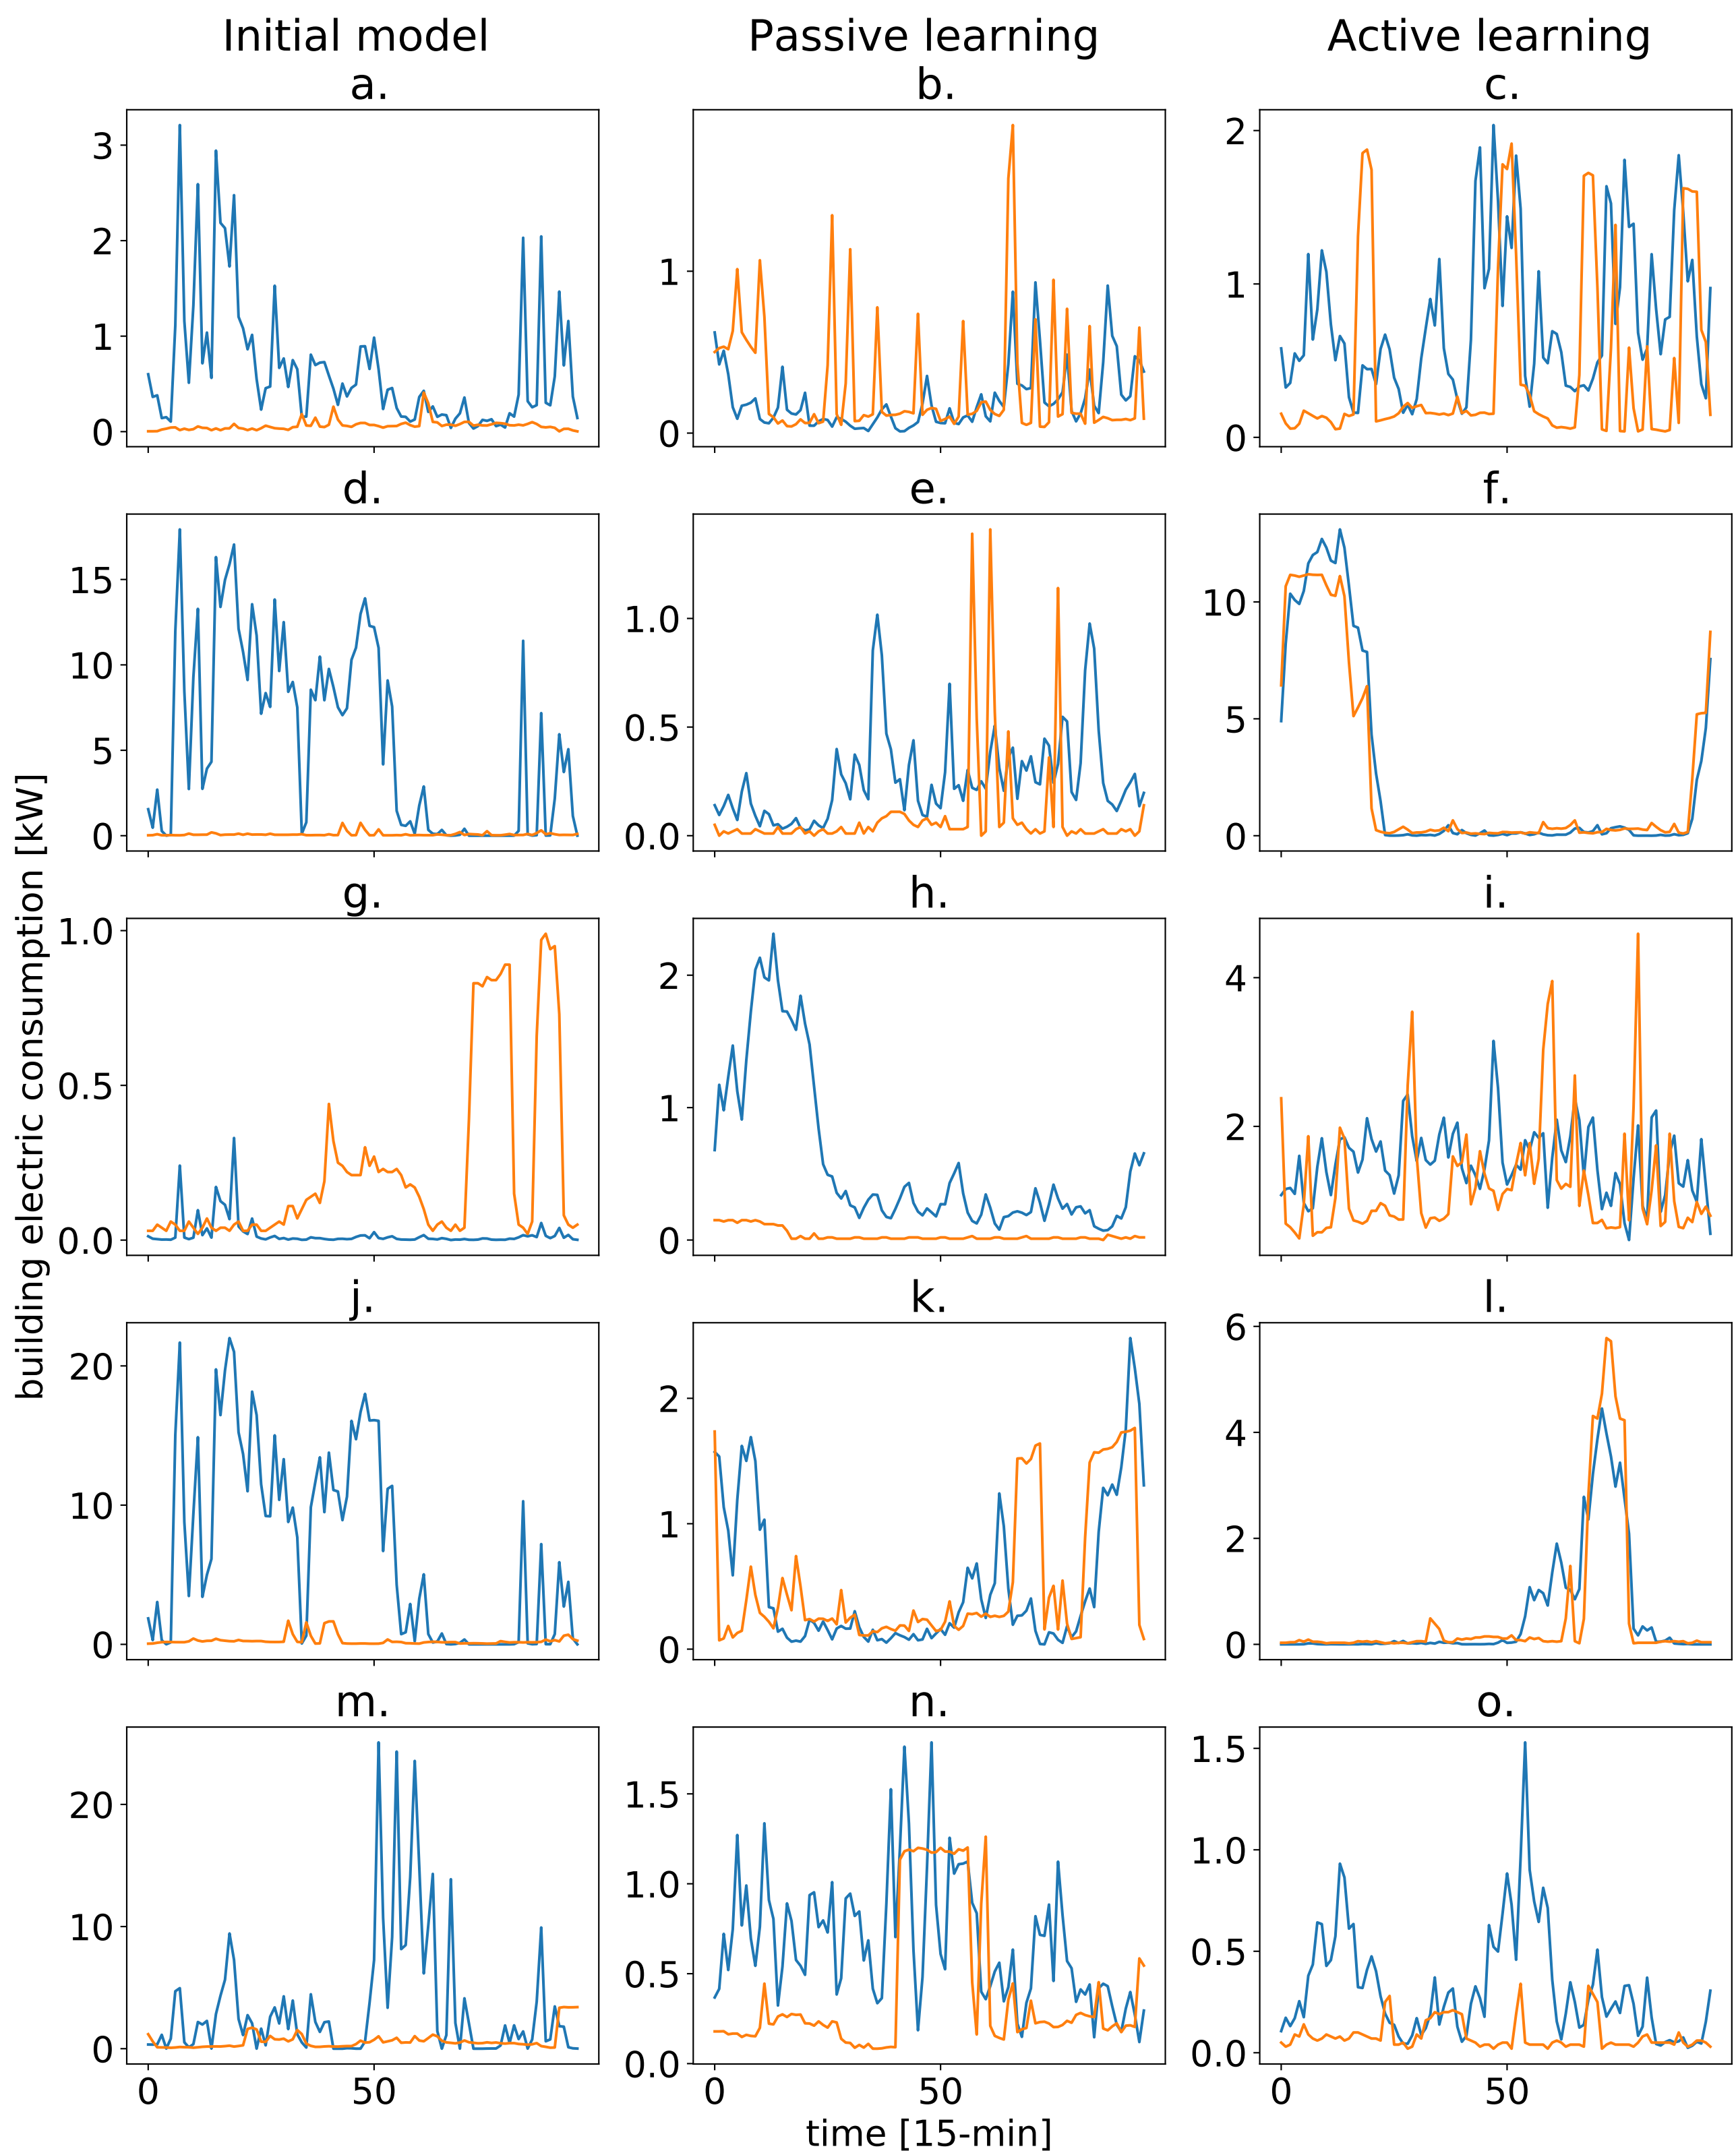 Initial model
Passive learning
Active learning
a.
b.
c.
3
2
1
0
1
0
2
1
0
d.
e.
f.
15
10
5
0
1.0
0.5
0.0
10
5
0
building electric consumption [kW]
g.
h.
i.
1.0
0.5
0.0
2
1
0
4
2
j.
k.
l.
20
10
0
2
1
0
6
4
2
0
m.
n.
o.
20
10
0
1.5
1.0
0.5
0.0
1.5
1.0
0.5
0.0
0 50
0 50
0 50
time [15-min]